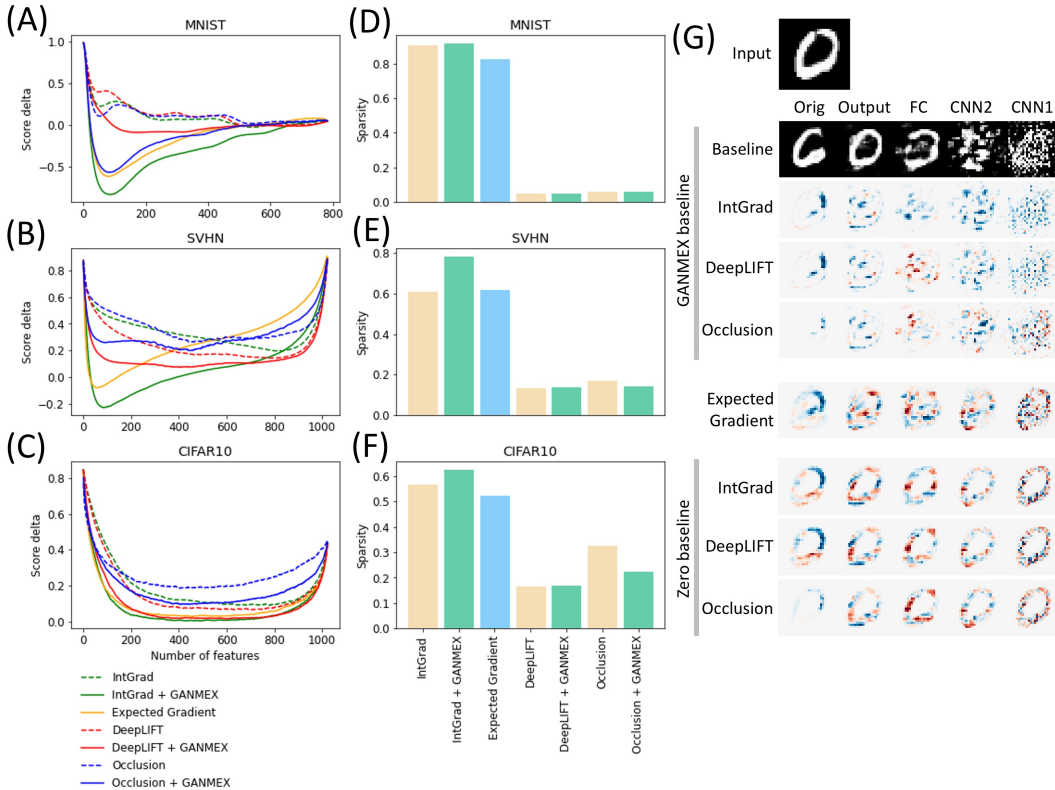 (A)
MNIST
Score delta
1.0
0.5
0.0
−0.5
0 200 400 600 800
(B)
SVHN
Score delta
0.8
0.6
0.4
0.2
0.0
−0.2
0 200 400 600 800 1000
(C)
CIFAR10
Score delta
0.8
0.6
0.4
0.2
0.0
0 200 400 600 800 1000
Number of features
IntGrad
IntGrad + GANMEX
Expected Gradient
DeepLIFT
DeepLIFT + GANMEX
Occlusion
Occlusion + GANMEX
(D)
MNIST
Sparsity
0.8
0.6
0.4
0.2
0.0
(E)
SVHN
Sparsity
0.8
0.6
0.4
0.2
0.0
(F)
CIFAR10
Sparsity
0.6
0.5
0.4
0.3
0.2
0.1
0.0
IntGrad
IntGrad + GANMEX
Expected Gradient
DeepLIFT
DeepLIFT + GANMEX
Occlusion
Occlusion + GANMEX
(G)
Input
Orig Output FC CNN2 CNN1
GANMEX baseline
Baseline
IntGrad
DeepLIFT
Occlusion
Expected
Gradient
Zero baseline
IntGrad
DeepLIFT
Occlusion